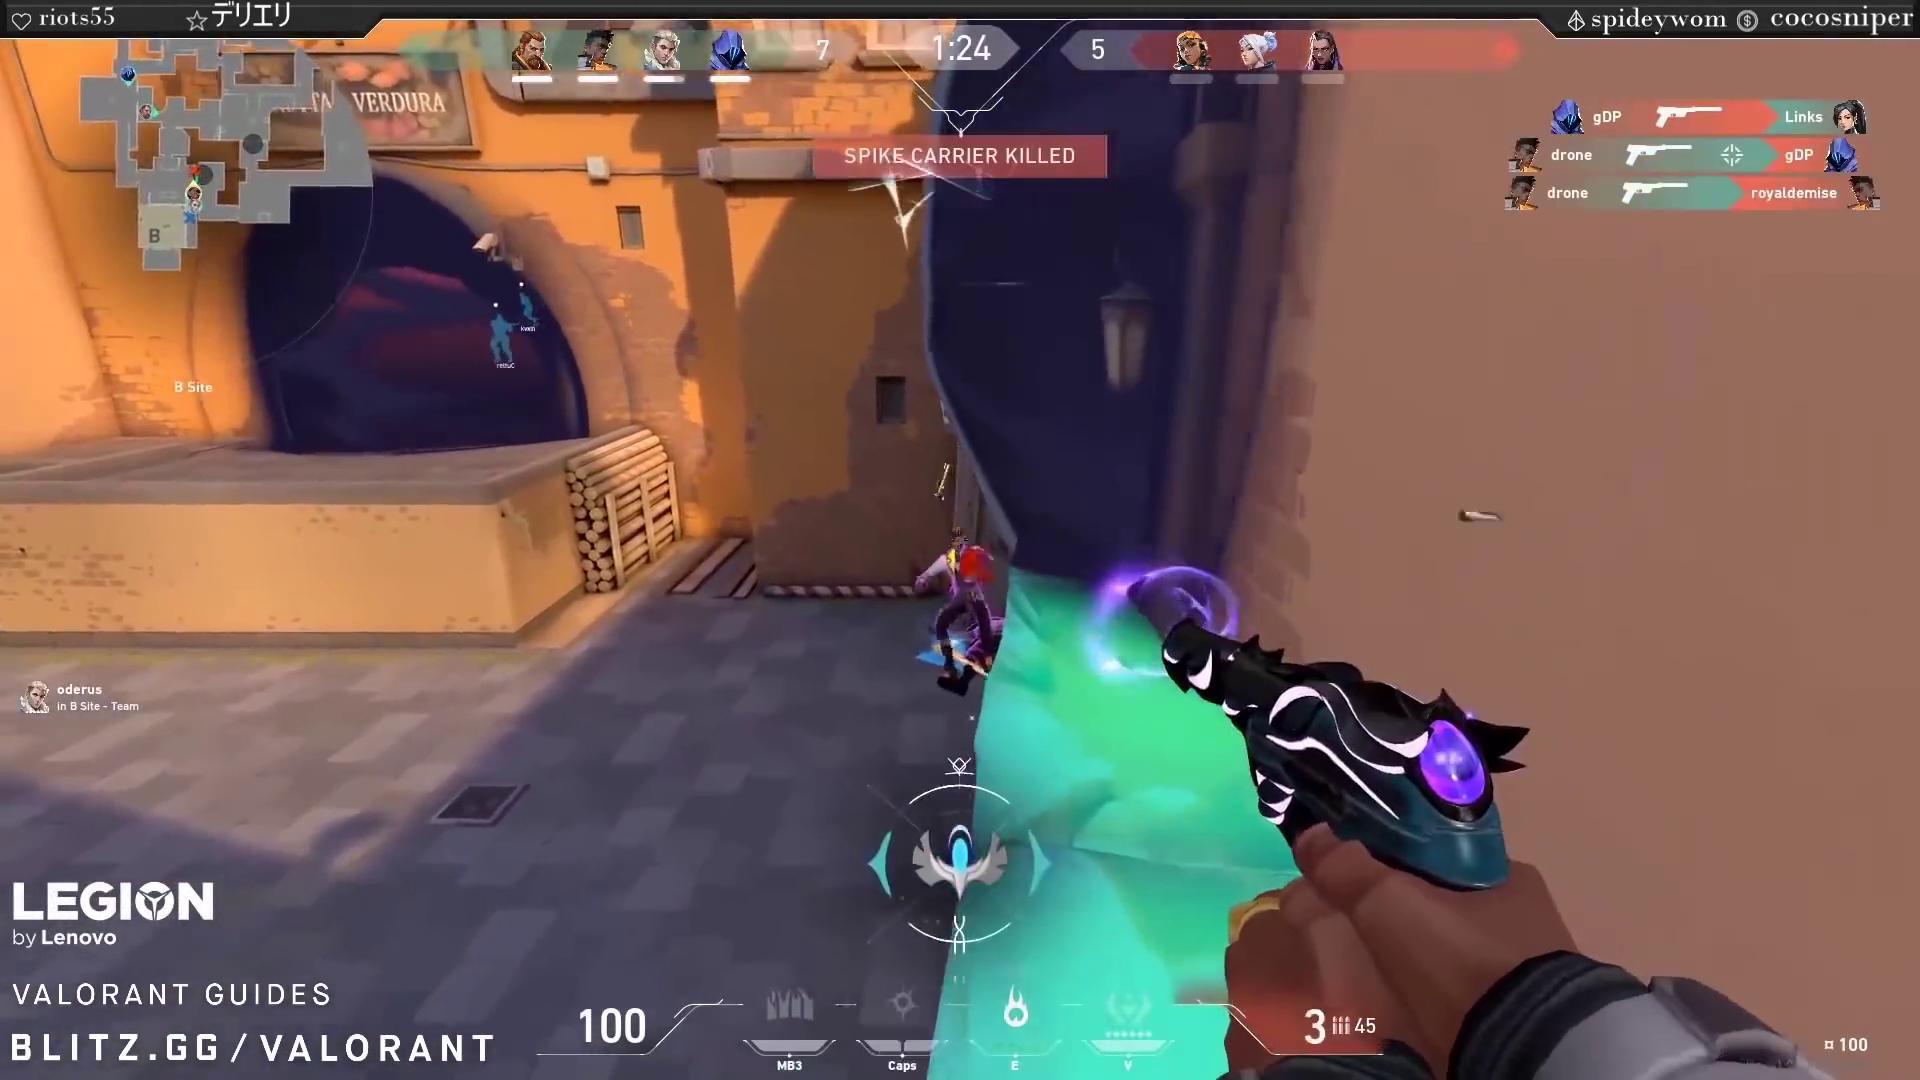 riots55
デリエリ
spideywom
cocosniper
7
1:24
5
VERDURA
SPIKE CARRIER KILLED
gDP Links
drone gDP
drone royaldemise
B
B Site
oderus
in B Site - Team
LEGION
by Lenovo
VALORANT GUIDES
BLITZ.GG/VALORANT
100
MB3
Caps
E
V
3 45
100